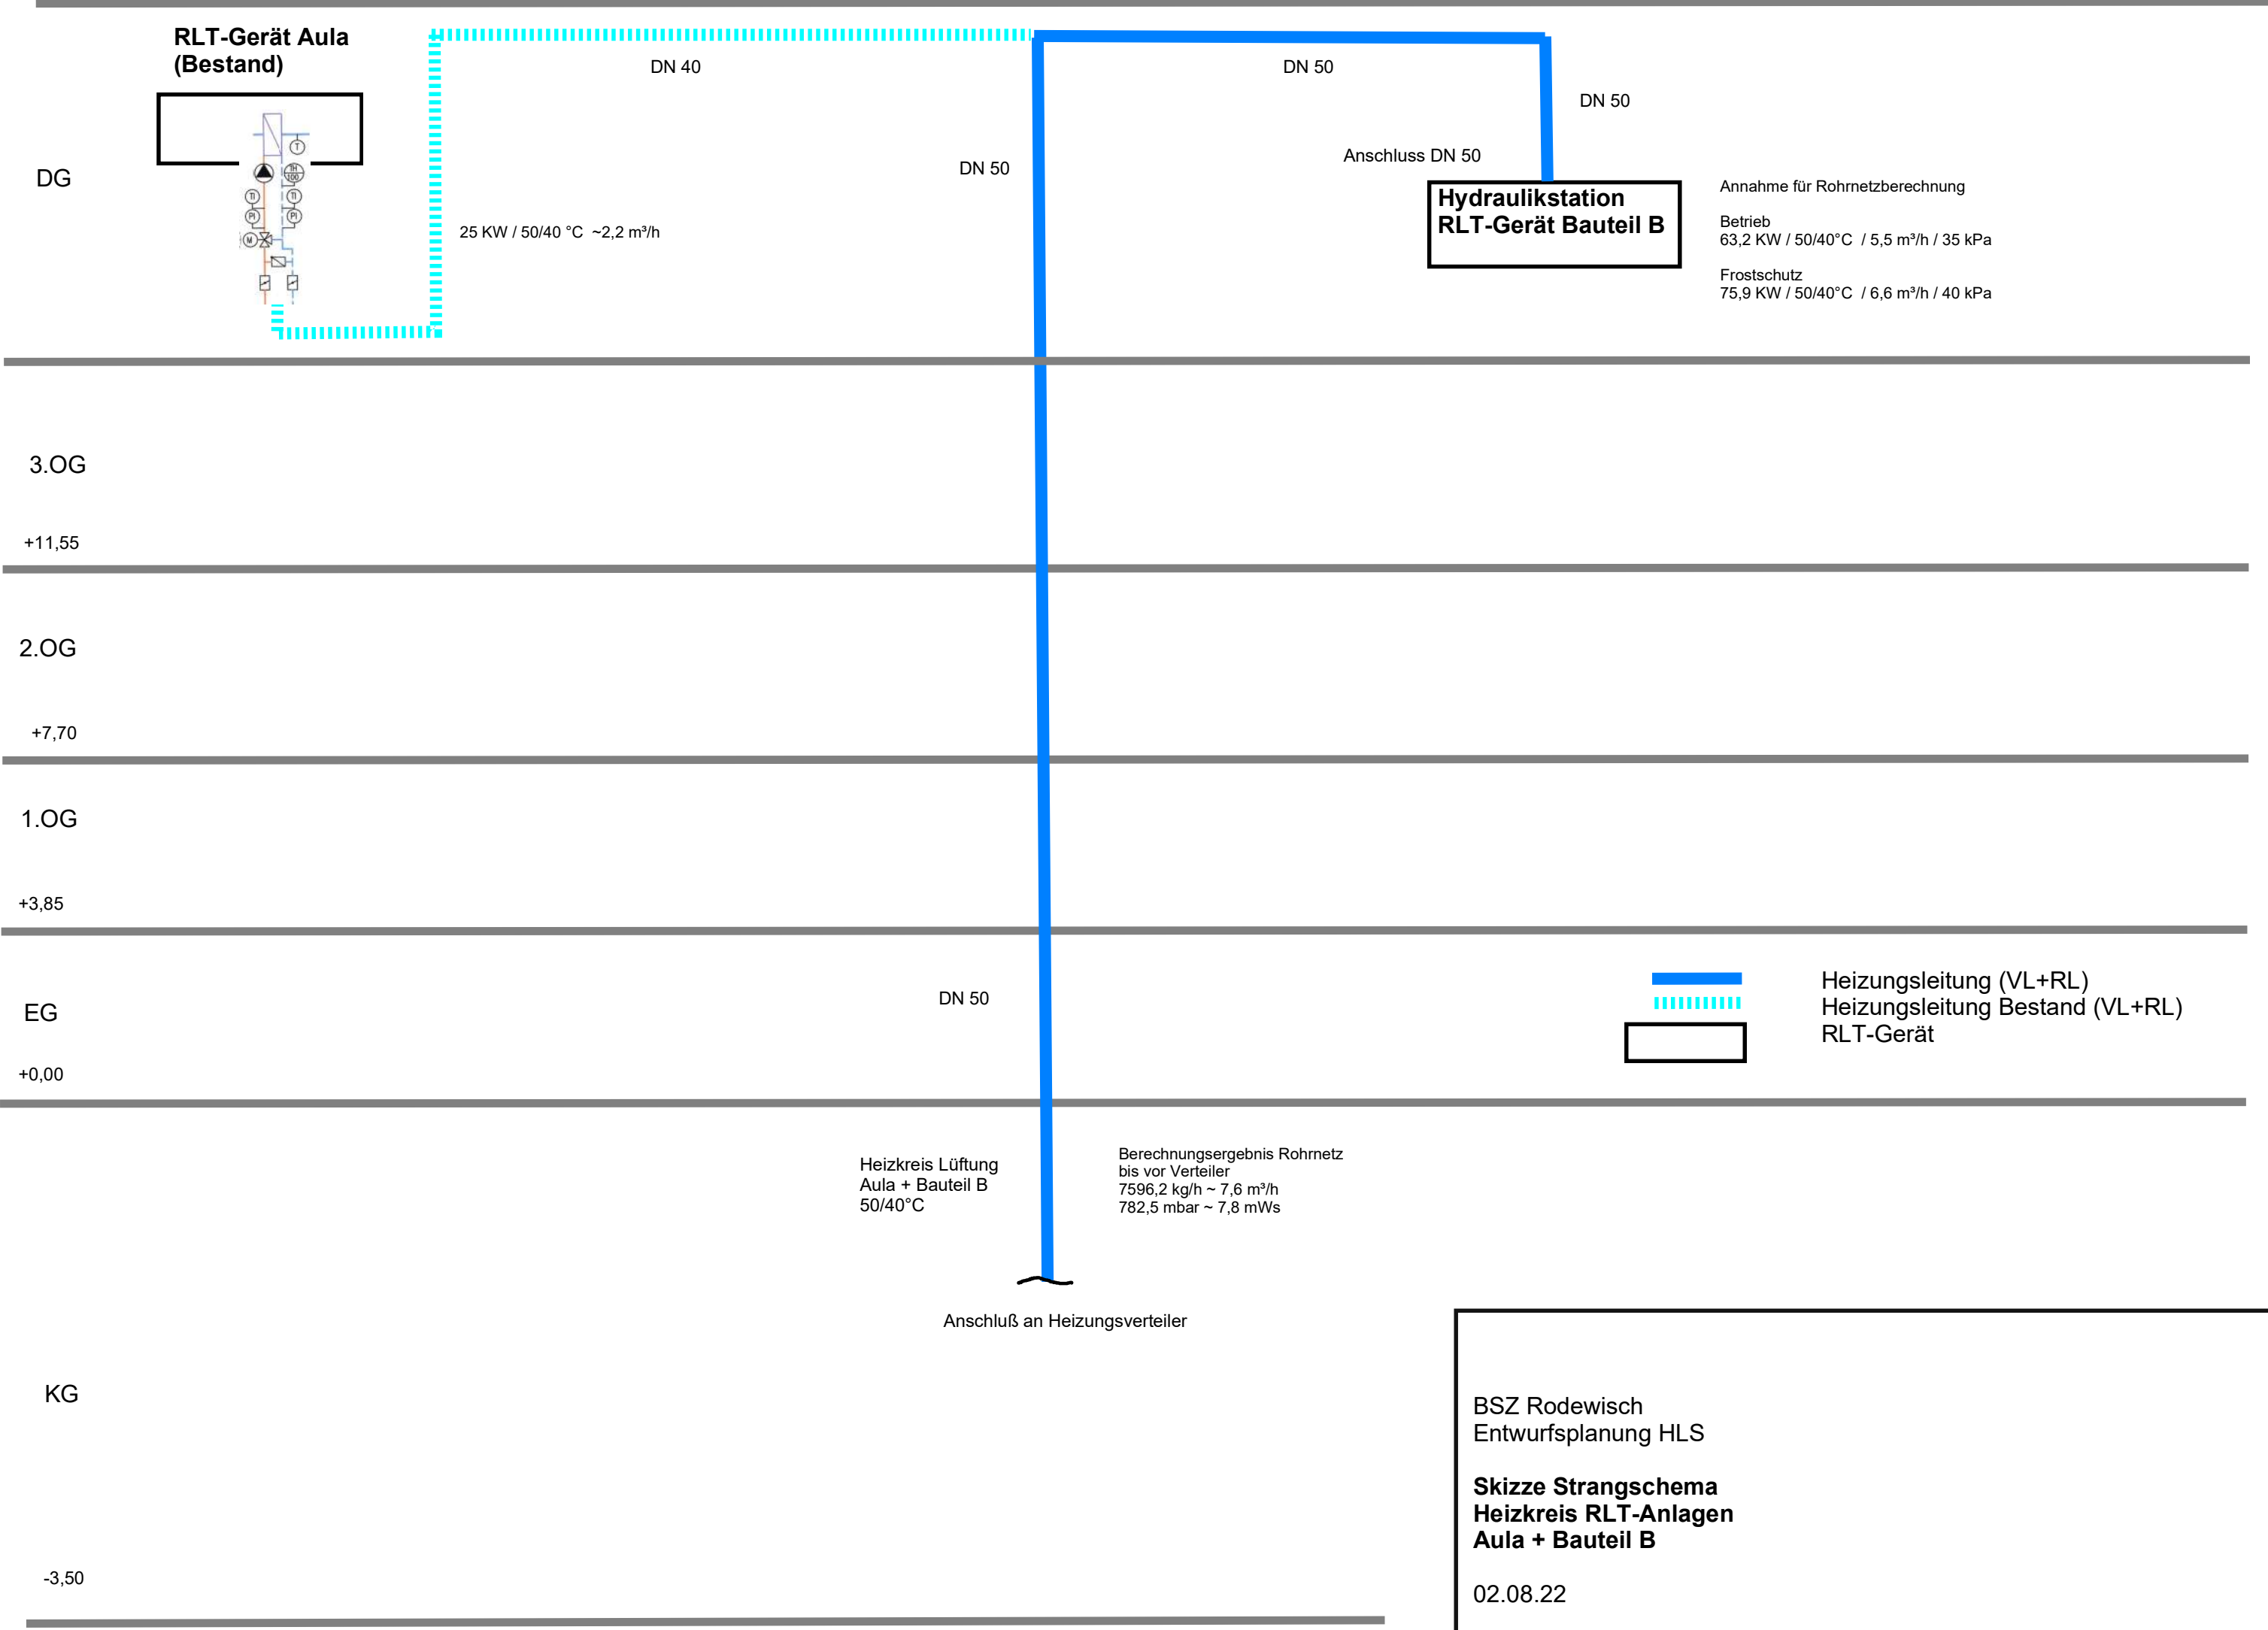 RLT-Gerät Aula
(Bestand)
DN 40
DN 50
DN 50
DN 50
Anschluss DN 50
DG
T
TH
100
TI
TI
PI
PI
M
25 KW / 50/40 °C ~2,2 m³/h
Hydraulikstation
RLT-Gerät Bauteil B
Annahme für Rohrnetzberechnung
Betrieb
63,2 KW / 50/40°C / 5,5 m³/h / 35 kPa
Frostschutz
75,9 KW / 50/40°C / 6,6 m³/h / 40 kPa
3.OG
+11,55
2.OG
+7,70
1.OG
+3,85
EG
DN 50
+0,00
Heizungsleitung (VL+RL)
Heizungsleitung Bestand (VL+RL)
RLT-Gerät
Heizkreis Lüftung
Aula + Bauteil B
50/40°C
Berechnungsergebnis Rohrnetz
bis vor Verteiler
7596,2 kg/h ~ 7,6 m³/h
782,5 mbar ~ 7,8 mWs
Anschluß an Heizungsverteiler
KG
-3,50
BSZ Rodewisch
Entwurfsplanung HLS
Skizze Strangschema
Heizkreis RLT-Anlagen
Aula + Bauteil B
02.08.22